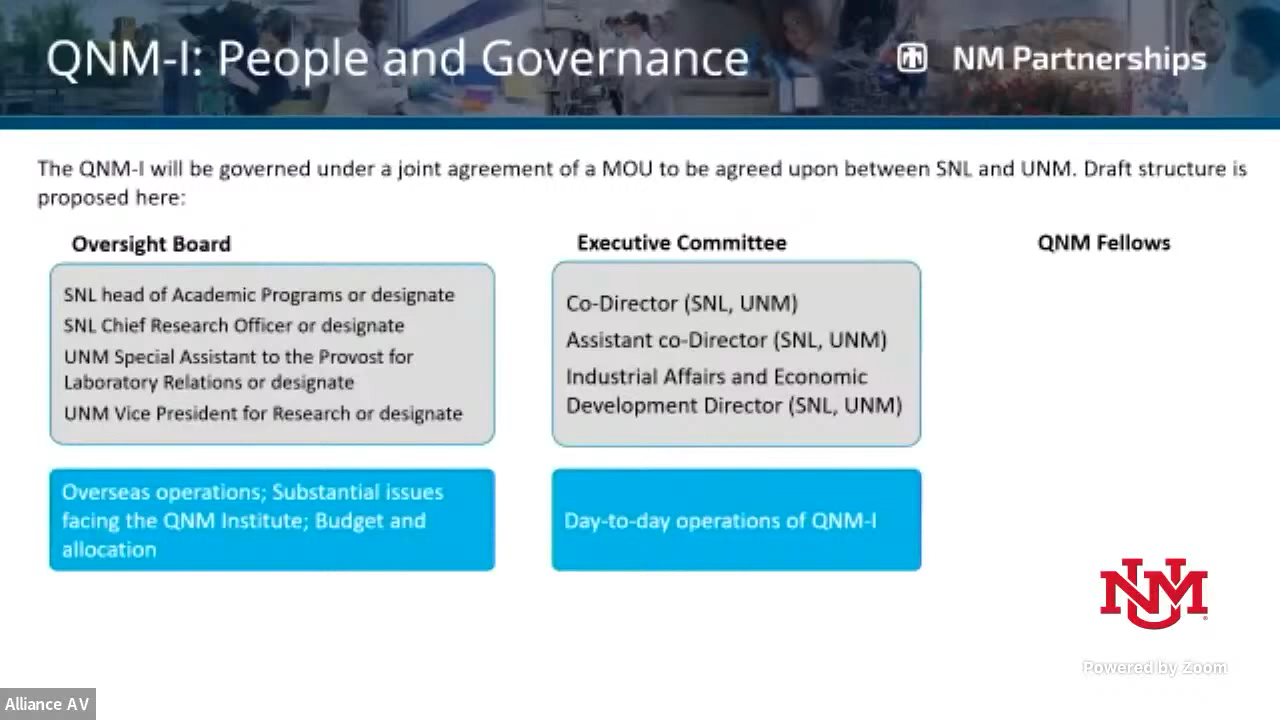 QNM-I: People and Governance
NM Partnerships
The QNM-I will be governed under a joint agreement of a MOU to be agreed upon between SNL and UNM. Draft structure is
proposed here:
Oversight Board
SNL head of Academic Programs or designate
SNL Chief Research Officer or designate
UNM Special Assistant to the Provost for
Laboratory Relations or designate
UNM Vice President for Research or designate
Overseas operations; Substantial issues
facing the QNM Institute; Budget and
allocation
Executive Committee
Co-Director (SNL, UNM)
Assistant co-Director (SNL, UNM)
Industrial Affairs and Economic
Development Director (SNL, UNM)
Day-to-day operations of QNM-I
QNM Fellows
UNM
Powered by Zoom
Alliance AV